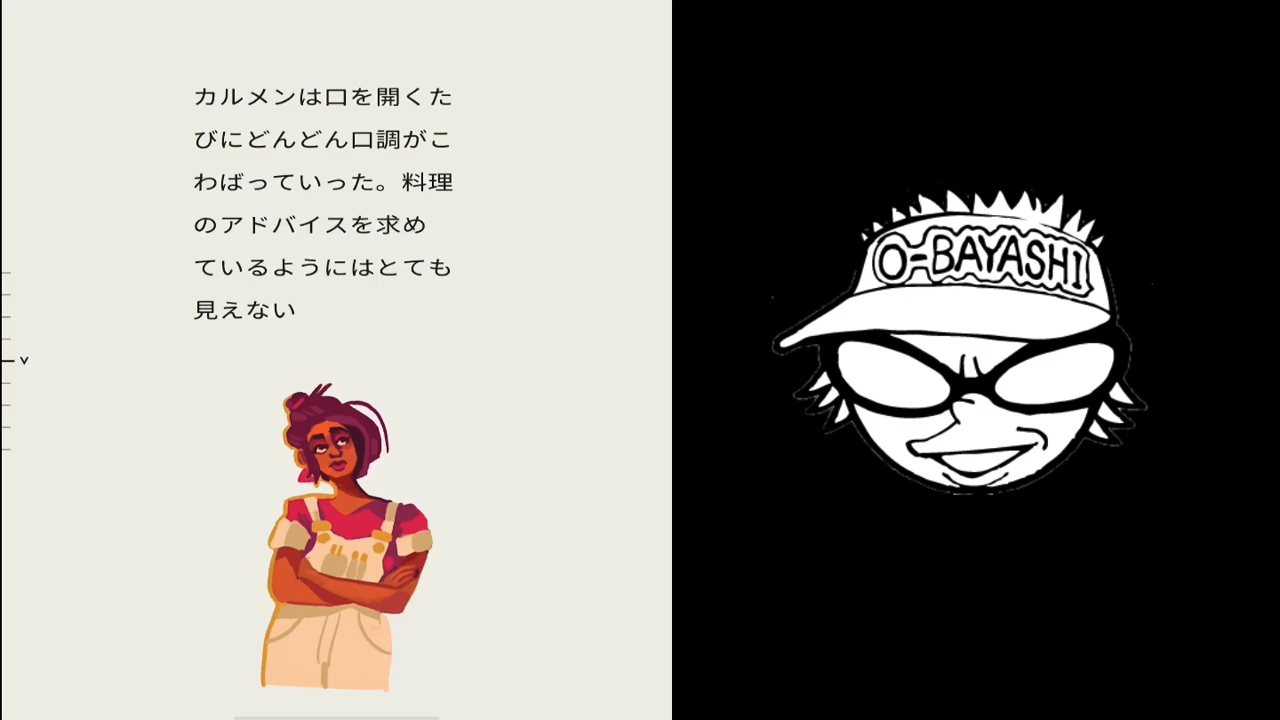 カルメンは口を開くた
びにどんどん口調がこ
わばっていった。料理
のアドバイスを求め
ているようにはとても
見えない
O-BAYASHI